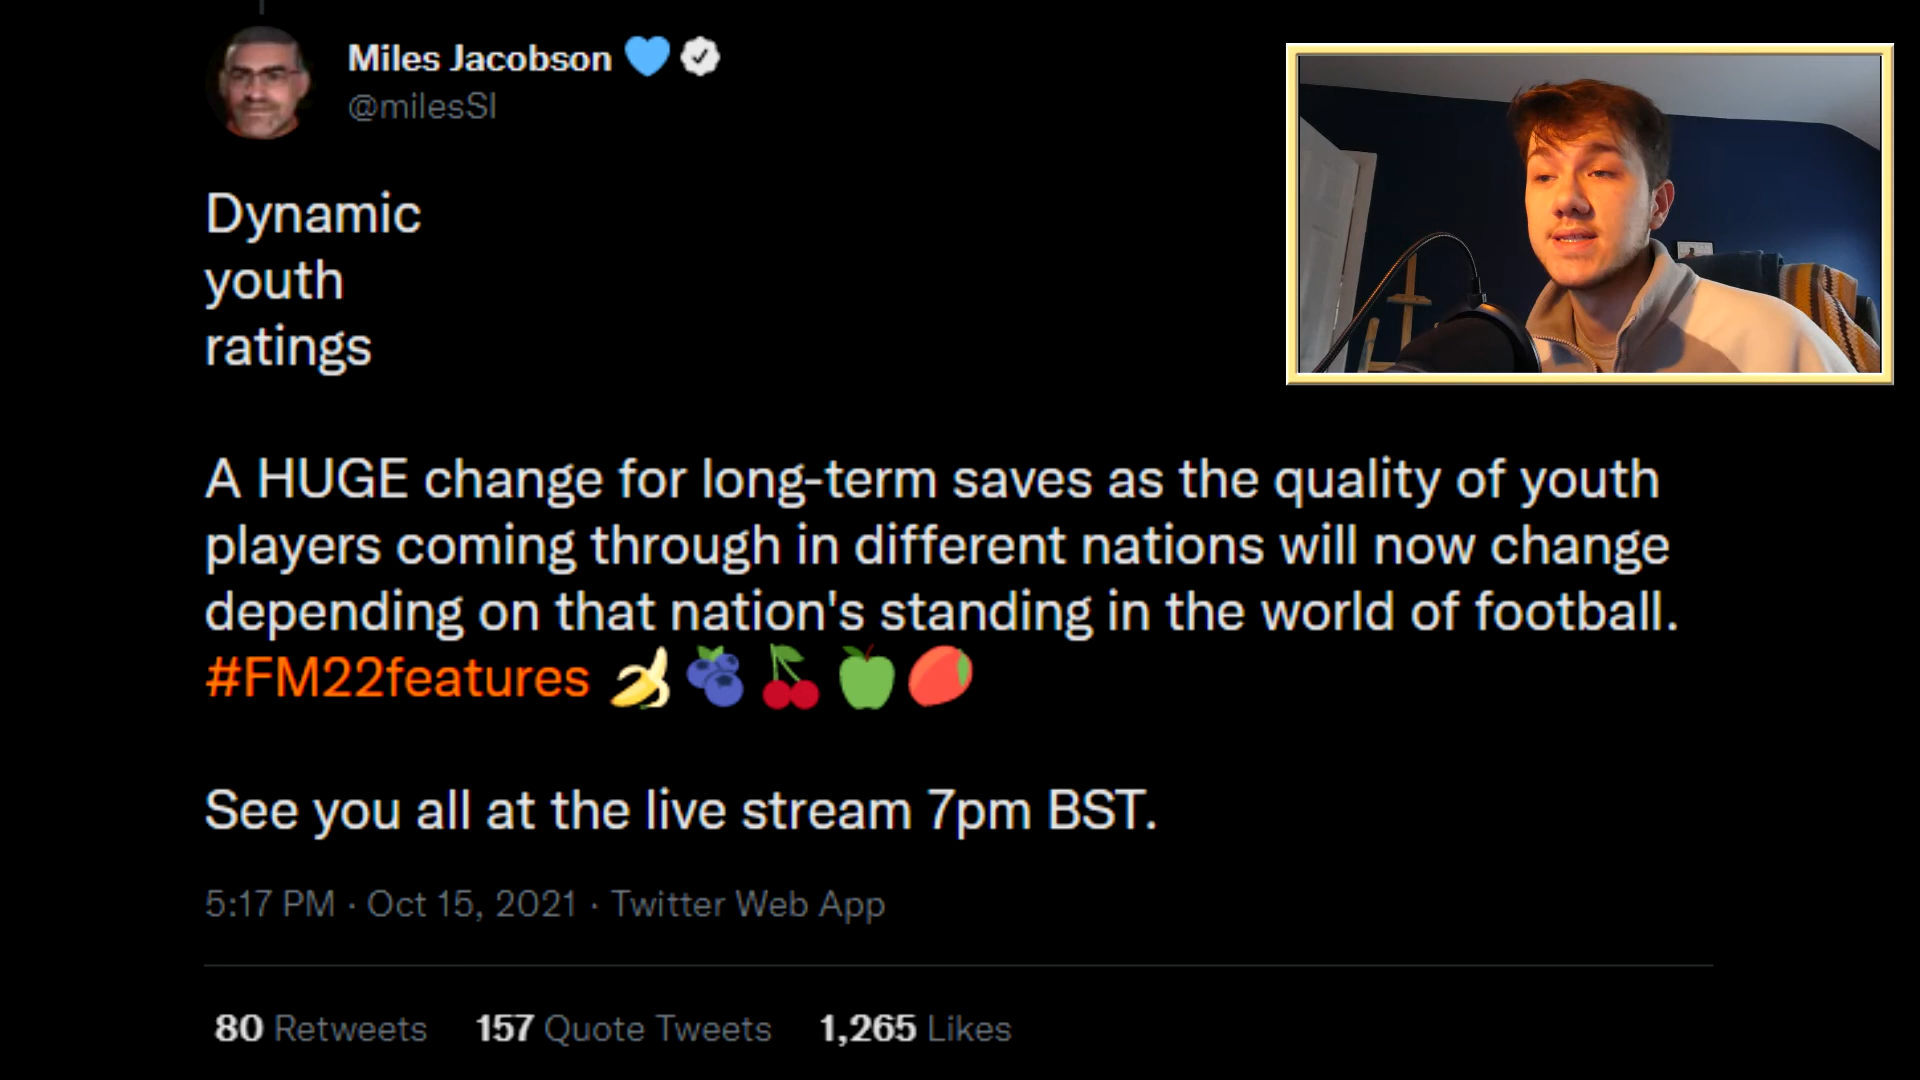 Miles Jacobson 💙
@milesSI
Dynamic
youth
ratings
A HUGE change for long-term saves as the quality of youth
players coming through in different nations will now change
depending on that nation's standing in the world of football.
#FM22features 🍌🫐🍒🍏🥭
See you all at the live stream 7pm BST.
5:17 PM · Oct 15, 2021 · Twitter Web App
80 Retweets 157 Quote Tweets 1,265 Likes